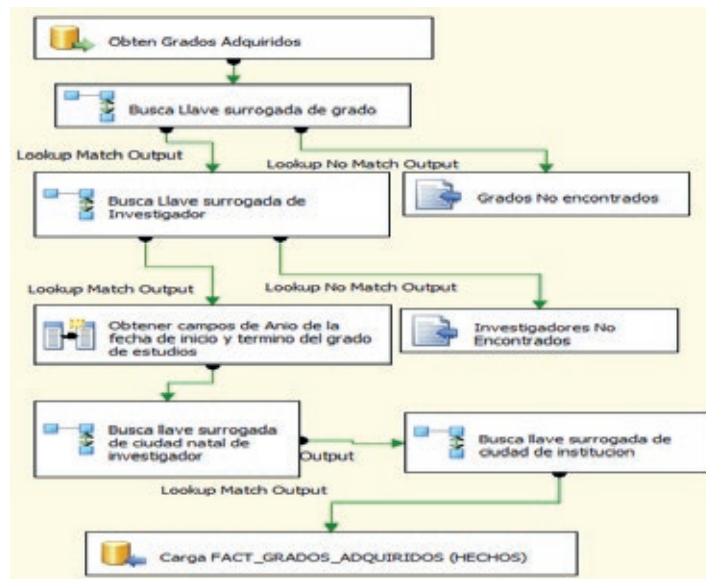 Obten Grados Adquiridos
Busca Llave surrogada de grado
Lookup Match Output
Lookup No Match Output
Busca Llave surrogada de
Investigador
Grados No encontrados
Lookup Match Output
Lookup No Match Output
Obtener campos de Anio de la
fecha de inicio y termino del grado
de estudios
Investigadores No
Encontrados
Busca llave surrogada
de ciudad natal de
investigador
Output
Busca llave surrogada de
ciudad de institucion
Lookup Match Output
Carga FACT_GRADOS_ADQUIRIDOS (HECHOS)